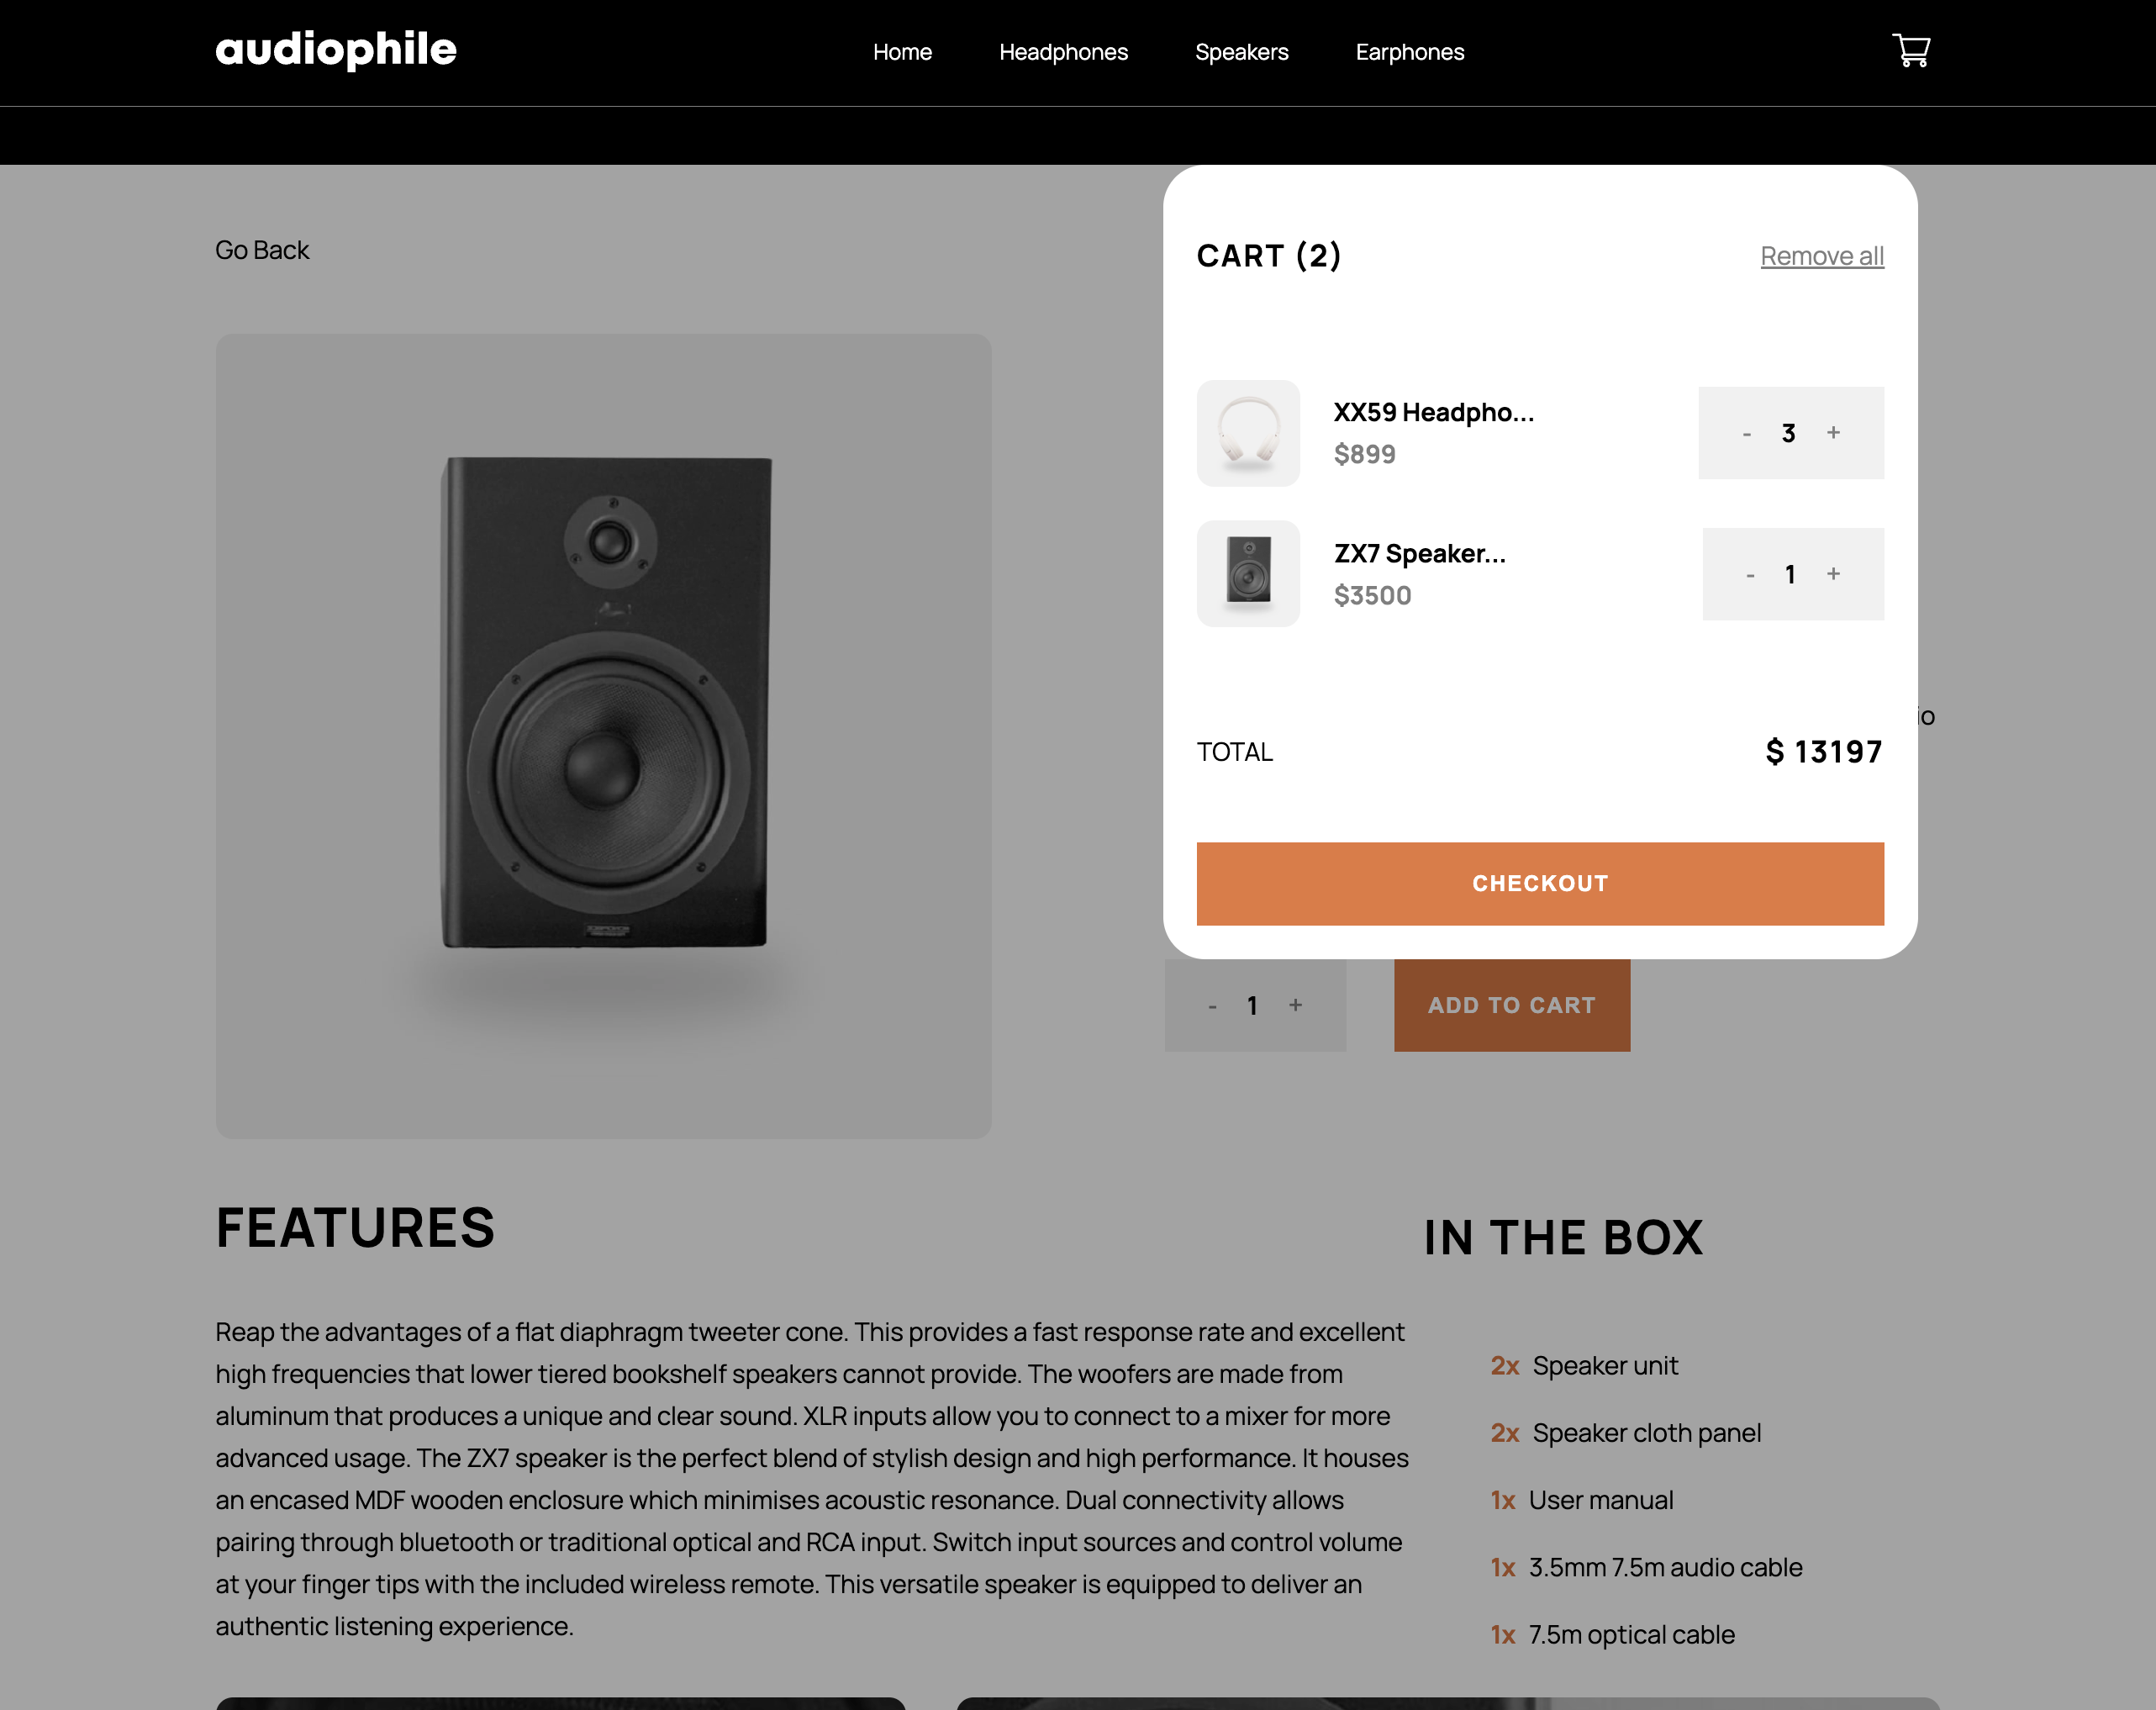 audiophile
Home
Headphones
Speakers
Earphones
Go Back
CART (2)
Remove all
XX59 Headpho...
$899
- 3 +
ZX7 Speaker...
$3500
- 1 +
TOTAL
$ 13197
CHECKOUT
- 1 +
ADD TO CART
FEATURES
Reap the advantages of a flat diaphragm tweeter cone. This provides a fast response rate and excellent
high frequencies that lower tiered bookshelf speakers cannot provide. The woofers are made from
aluminum that produces a unique and clear sound. XLR inputs allow you to connect to a mixer for more
advanced usage. The ZX7 speaker is the perfect blend of stylish design and high performance. It houses
an encased MDF wooden enclosure which minimises acoustic resonance. Dual connectivity allows
pairing through bluetooth or traditional optical and RCA input. Switch input sources and control volume
at your finger tips with the included wireless remote. This versatile speaker is equipped to deliver an
authentic listening experience.
IN THE BOX
2x Speaker unit
2x Speaker cloth panel
1x User manual
1x 3.5mm 7.5m audio cable
1x 7.5m optical cable